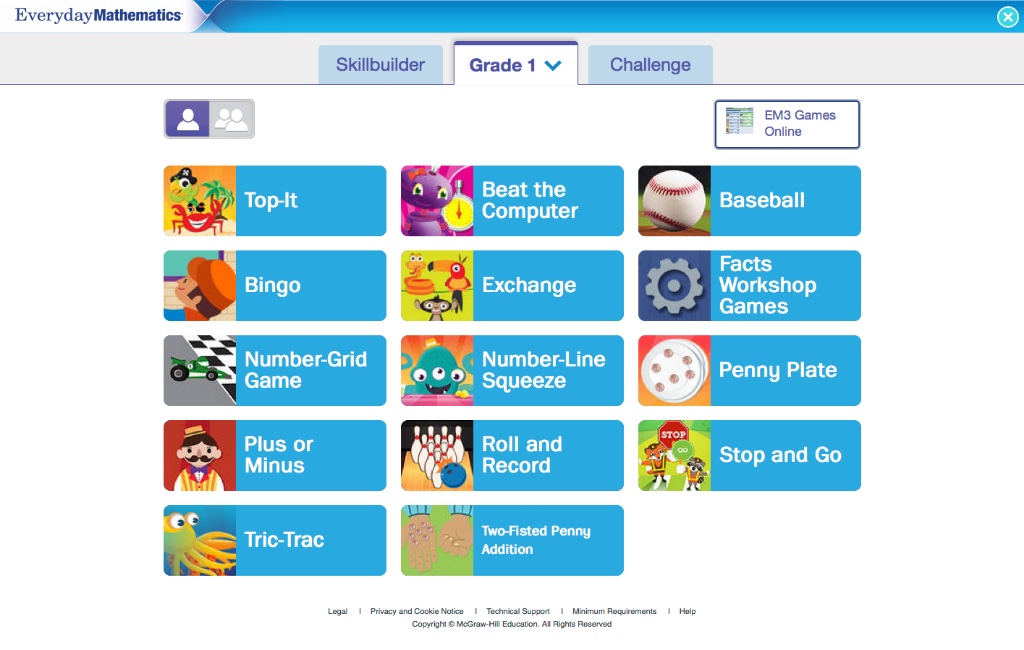 EverydayMathematics
Skillbuilder
Grade 1
Challenge
EM3 Games
Online
Top-It
Beat the
Computer
Baseball
Bingo
Exchange
Facts
Workshop
Games
Number-Grid
Game
Number-Line
Squeeze
Penny Plate
Plus or
Minus
Roll and
Record
STOP
GO
Stop and Go
Tric-Trac
Two-Fisted Penny
Addition
Legal | Privacy and Cookie Notice | Technical Support | Minimum Requirements | Help
Copyright © McGraw-Hill Education. All Rights Reserved